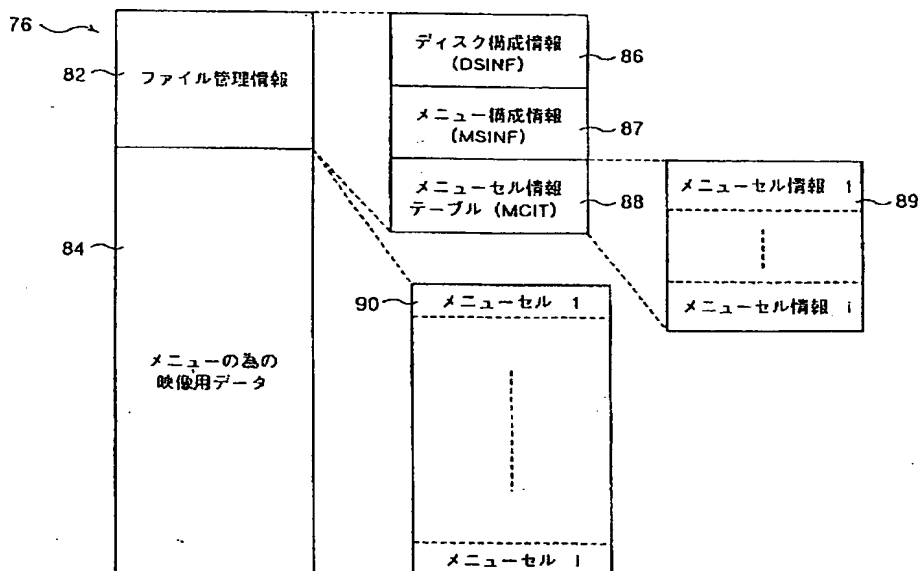 76
82
ファイル管理情報
84
メニューの為の
映像用データ
ディスク構成情報
(DSINF)
86
メニュー構成情報
(MSINF)
87
メニューセル情報
テーブル (MCIT)
88
メニューセル情報 1
89
メニューセル情報 i
90
メニューセル 1
メニューセル i